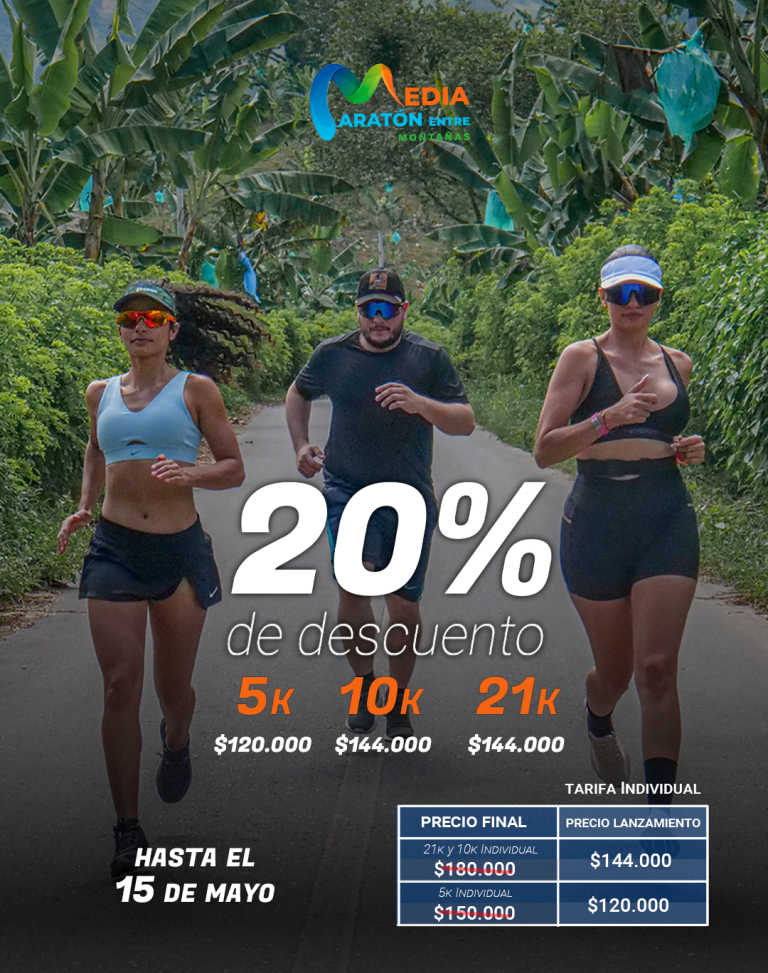 MEDIA
MARATÓN ENTRE
MONTAÑAS
20%
de descuento
5K 10K 21K
$120.000 $144.000 $144.000
TARIFA INDIVIDUAL
PRECIO FINAL PRECIO LANZAMIENTO
21K y 10K INDIVIDUAL
$180.000 $144.000
5K INDIVIDUAL
$150.000 $120.000
HASTA EL
15 DE MAYO